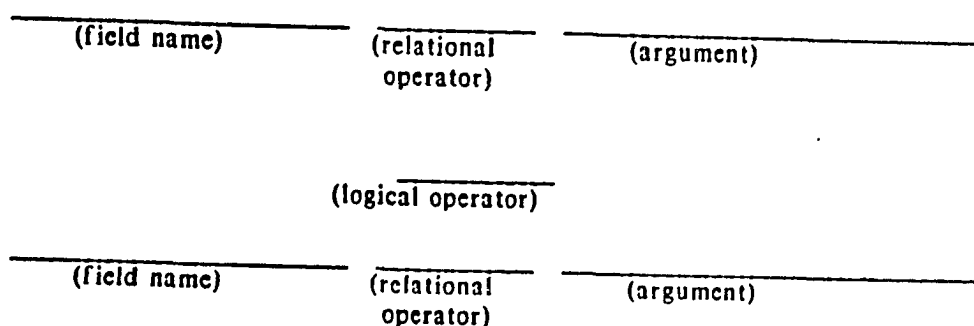 (field name) (relational operator) (argument)
(logical operator)
(field name) (relational operator) (argument)